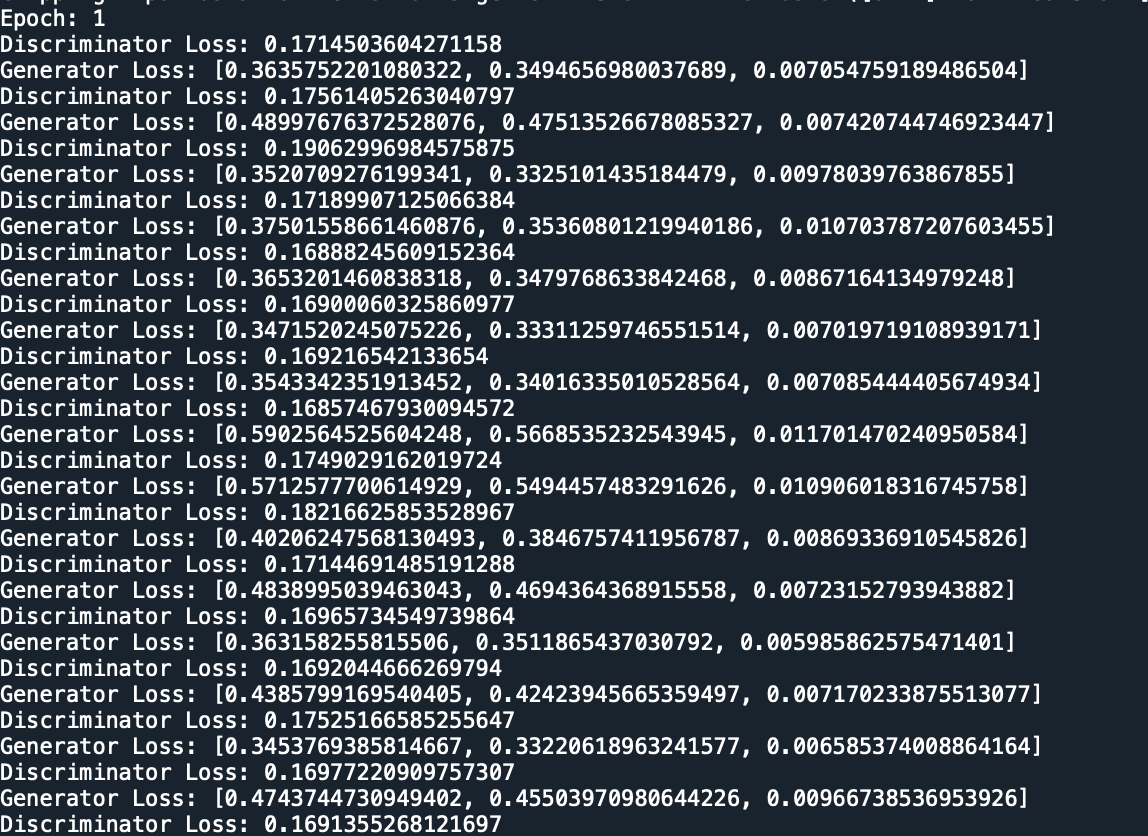 Epoch: 1
Discriminator Loss: 0.1714503604271158
Generator Loss: [0.3635752201080322, 0.3494656980037689, 0.007054759189486504]
Discriminator Loss: 0.17561405263040797
Generator Loss: [0.48997676372528076, 0.47513526678085327, 0.007420744746923447]
Discriminator Loss: 0.19062996984575875
Generator Loss: [0.3520709276199341, 0.3325101435184479, 0.00978039763867855]
Discriminator Loss: 0.17189907125066384
Generator Loss: [0.37501558661460876, 0.35360801219940186, 0.010703787207603455]
Discriminator Loss: 0.16888245609152364
Generator Loss: [0.3653201460838318, 0.3479768633842468, 0.00867164134979248]
Discriminator Loss: 0.16900060325860977
Generator Loss: [0.3471520245075226, 0.33311259746551514, 0.007019719108939171]
Discriminator Loss: 0.169216542133654
Generator Loss: [0.3543342351913452, 0.34016335010528564, 0.007085444405674934]
Discriminator Loss: 0.16857467930094572
Generator Loss: [0.5902564525604248, 0.5668535232543945, 0.011701470240950584]
Discriminator Loss: 0.1749029162019724
Generator Loss: [0.5712577700614929, 0.5494457483291626, 0.010906018316745758]
Discriminator Loss: 0.18216625853528967
Generator Loss: [0.40206247568130493, 0.3846757411956787, 0.00869336910545826]
Discriminator Loss: 0.17144691485191288
Generator Loss: [0.4838995039463043, 0.4694364368915558, 0.00723152793943882]
Discriminator Loss: 0.16965734549739864
Generator Loss: [0.363158255815506, 0.3511865437030792, 0.005985862575471401]
Discriminator Loss: 0.1692044666269794
Generator Loss: [0.4385799169540405, 0.42423945665359497, 0.007170233875513077]
Discriminator Loss: 0.17525166585255647
Generator Loss: [0.3453769385814667, 0.33220618963241577, 0.006585374008864164]
Discriminator Loss: 0.16977220909757307
Generator Loss: [0.4743744730949402, 0.45503970980644226, 0.00966738536953926]
Discriminator Loss: 0.1691355268121697